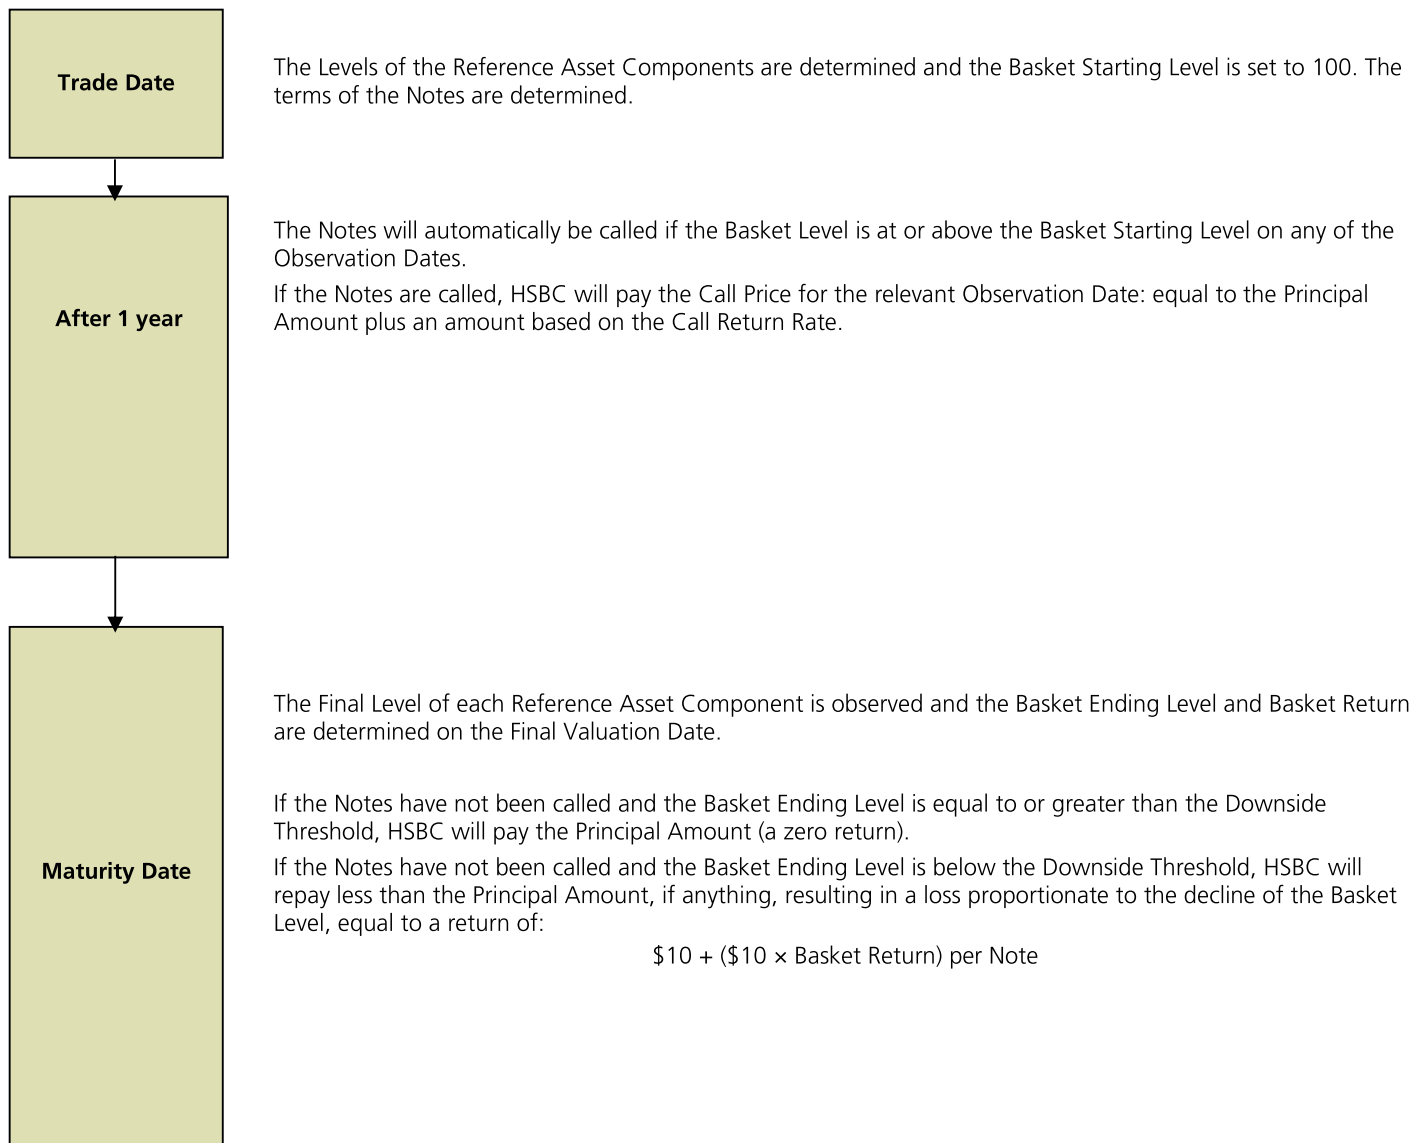 Trade Date
The Levels of the Reference Asset Components are determined and the Basket Starting Level is set to 100. The
terms of the Notes are determined.
After 1 year
The Notes will automatically be called if the Basket Level is at or above the Basket Starting Level on any of the
Observation Dates.
If the Notes are called, HSBC will pay the Call Price for the relevant Observation Date: equal to the Principal
Amount plus an amount based on the Call Return Rate.
Maturity Date
The Final Level of each Reference Asset Component is observed and the Basket Ending Level and Basket Return
are determined on the Final Valuation Date.
If the Notes have not been called and the Basket Ending Level is equal to or greater than the Downside
Threshold, HSBC will pay the Principal Amount (a zero return).
If the Notes have not been called and the Basket Ending Level is below the Downside Threshold, HSBC will
repay less than the Principal Amount, if anything, resulting in a loss proportionate to the decline of the Basket
Level, equal to a return of:
$10 + ($10 × Basket Return) per Note